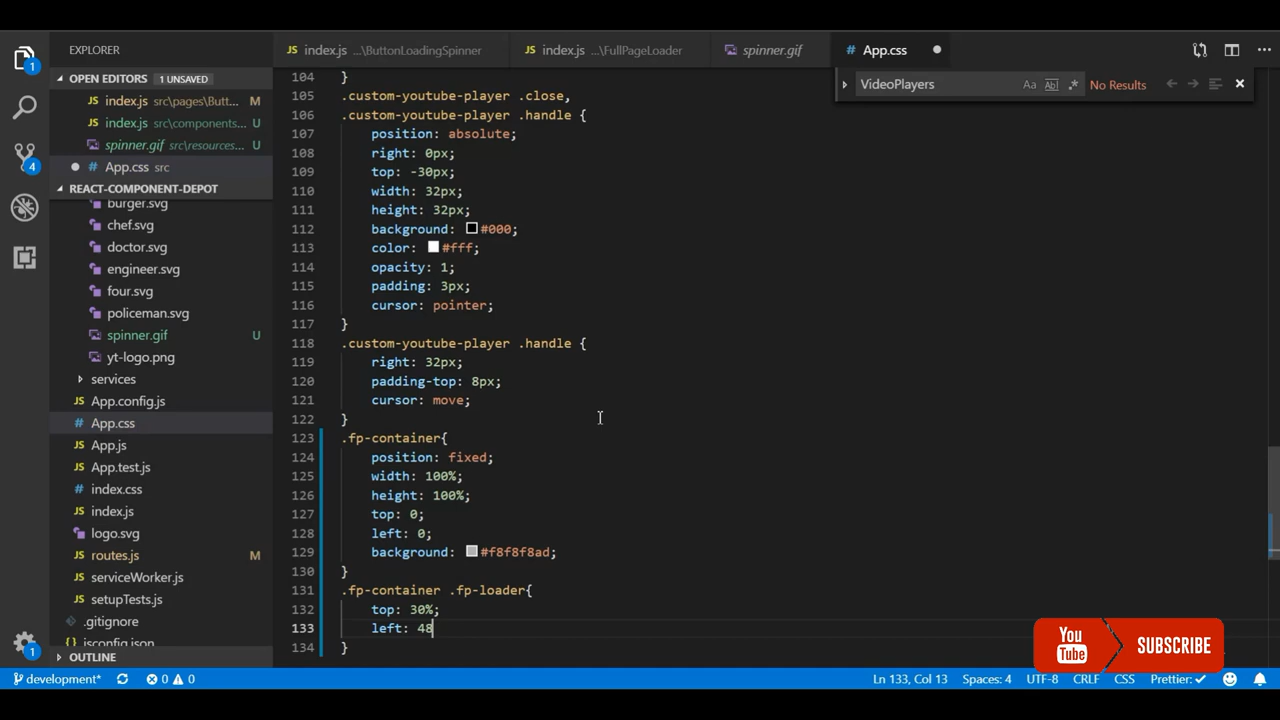 EXPLORER
index.js ...\ButtonLoadingSpinner
index.js ...\FullPageLoader
spinner.gif
App.css
OPEN EDITORS 1 UNSAVED
index.js src\pages\Butt... M
index.js src\components... U
spinner.gif src\resources... U
App.css src
REACT-COMPONENT-DEPOT
burger.svg
chef.svg
doctor.svg
engineer.svg
four.svg
policeman.svg
spinner.gif U
yt-logo.png
services
App.config.js
App.css
App.js
App.test.js
index.css
index.js
logo.svg
routes.js M
serviceWorker.js
setupTests.js
.gitignore
jsconfig.json
OUTLINE
1
4
1
VideoPlayers Aa Abl .* No Results
104 }
105 .custom-youtube-player .close,
106 .custom-youtube-player .handle {
107 position: absolute;
108 right: 0px;
109 top: -30px;
110 width: 32px;
111 height: 32px;
112 background: #000;
113 color: #fff;
114 opacity: 1;
115 padding: 3px;
116 cursor: pointer;
117 }
118 .custom-youtube-player .handle {
119 right: 32px;
120 padding-top: 8px;
121 cursor: move;
122 }
123 .fp-container{
124 position: fixed;
125 width: 100%;
126 height: 100%;
127 top: 0;
128 left: 0;
129 background: #f8f8f8ad;
130 }
131 .fp-container .fp-loader{
132 top: 30%;
133 left: 48
134 }
You Tube SUBSCRIBE
development* 0 0 Ln 133, Col 13 Spaces: 4 UTF-8 CRLF CSS Prettier: ✓